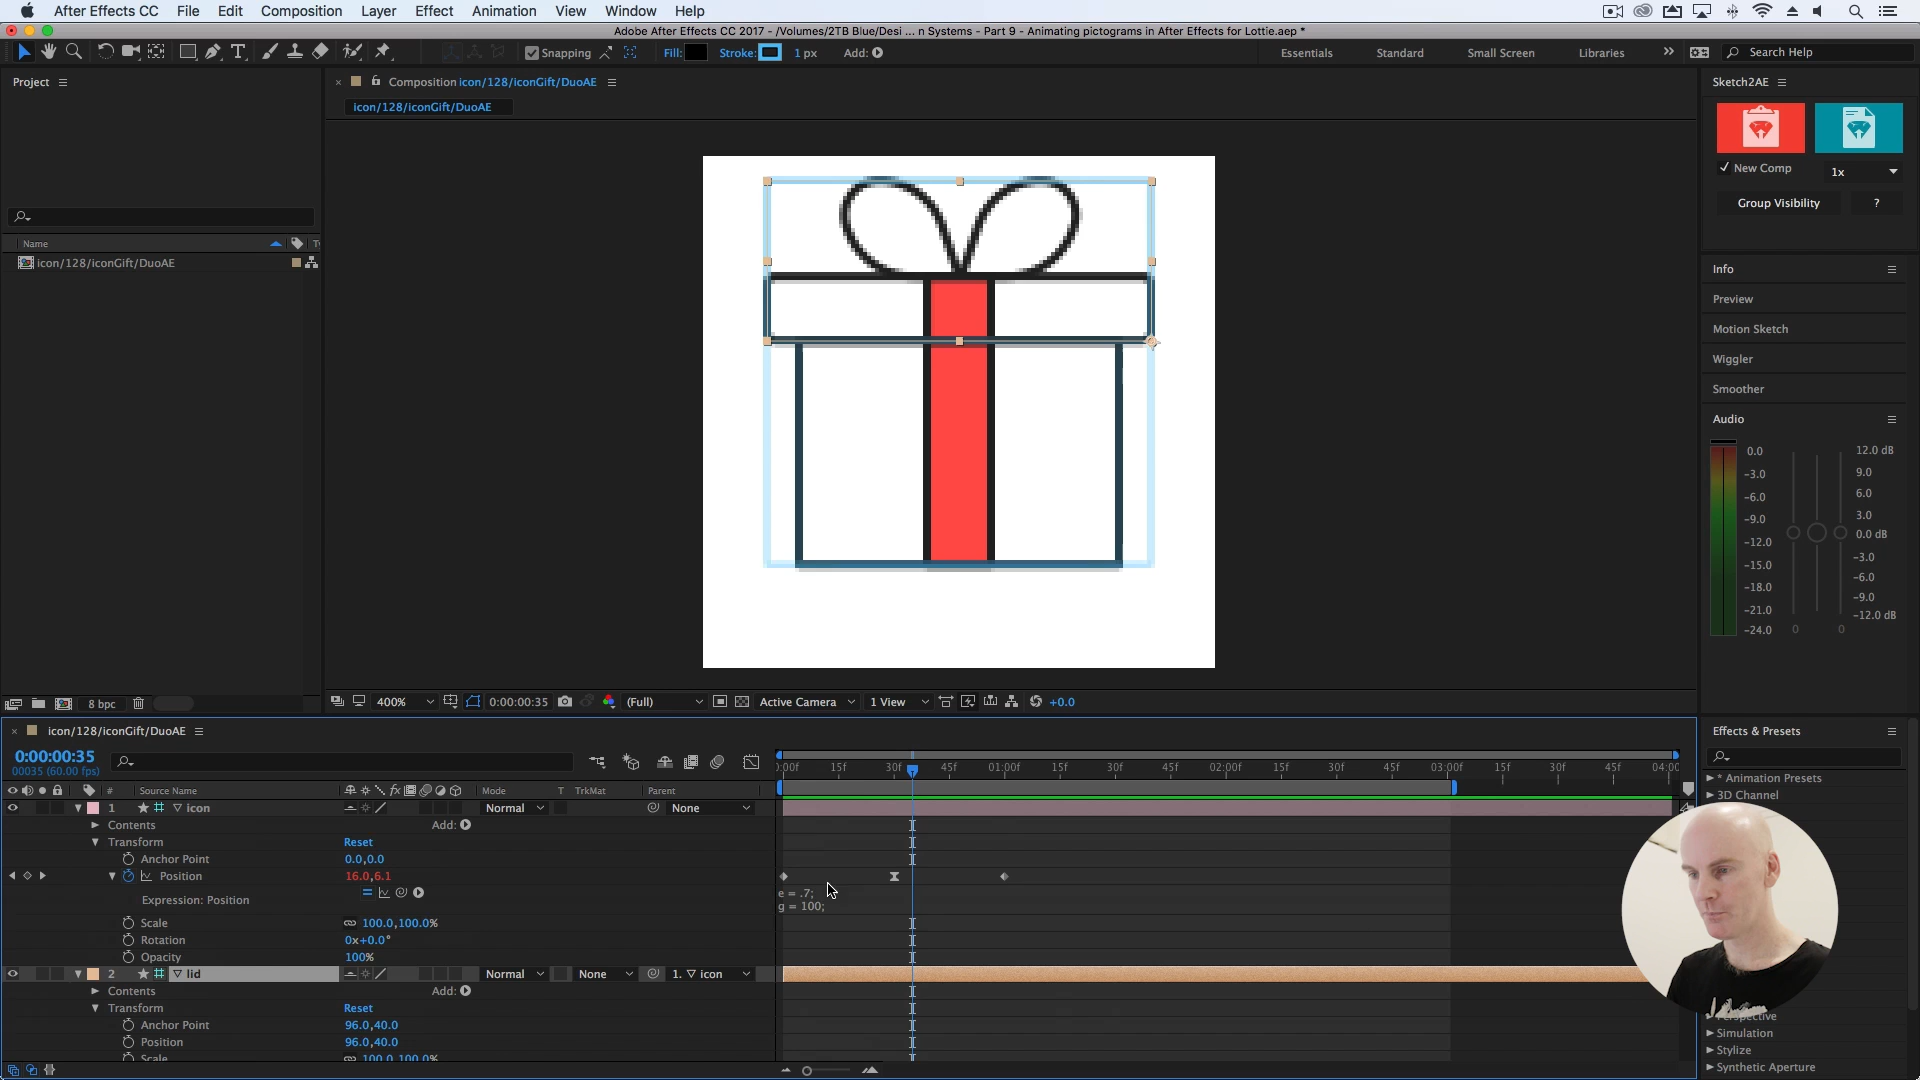 After Effects CC File Edit Composition Layer Effect Animation View Window Help
Adobe After Effects CC 2017 - /Volumes/2TB Blue/Desi ... n Systems - Part 9 - Animating pictograms in After Effects for Lottie.aep *
Snapping Fill: Stroke: 1 px Add: Essentials Standard Small Screen Libraries Search Help
Project
Composition icon/128/iconGift/DuoAE
icon/128/iconGift/DuoAE
Name
icon/128/iconGift/DuoAE
8 bpc
400% 0:00:00:35 (Full) Active Camera 1 View +0.0
Sketch2AE
New Comp 1x
Group Visibility ?
Info
Preview
Motion Sketch
Wiggler
Smoother
Audio
0.0 12.0 dB
-3.0 9.0
-6.0 6.0
-9.0 3.0
-12.0 0.0 dB
-15.0 -3.0
-18.0 -6.0
-21.0 -9.0
-24.0 -12.0 dB
0 0
icon/128/iconGift/DuoAE
0:00:00:35
00035 (60.00 fps)
:00f 15f 30f 45f 01:00f 15f 30f 45f 02:00f 15f 30f 45f 03:00f 15f 30f 45f 04:00
# Source Name Mode T TrkMat Parent
1 icon Normal None
Contents Add:
Transform Reset
Anchor Point 0.0,0.0
Position 16.0,6.1
Expression: Position
e = .7;
g = 100;
Scale 100.0,100.0%
Rotation 0x+0.0°
Opacity 100%
2 lid Normal None 1. icon
Contents Add:
Transform Reset
Anchor Point 96.0,40.0
Position 96.0,40.0
Scale 100.0,100.0%
Effects & Presets
* Animation Presets
3D Channel
Perspective
Simulation
Stylize
Synthetic Aperture